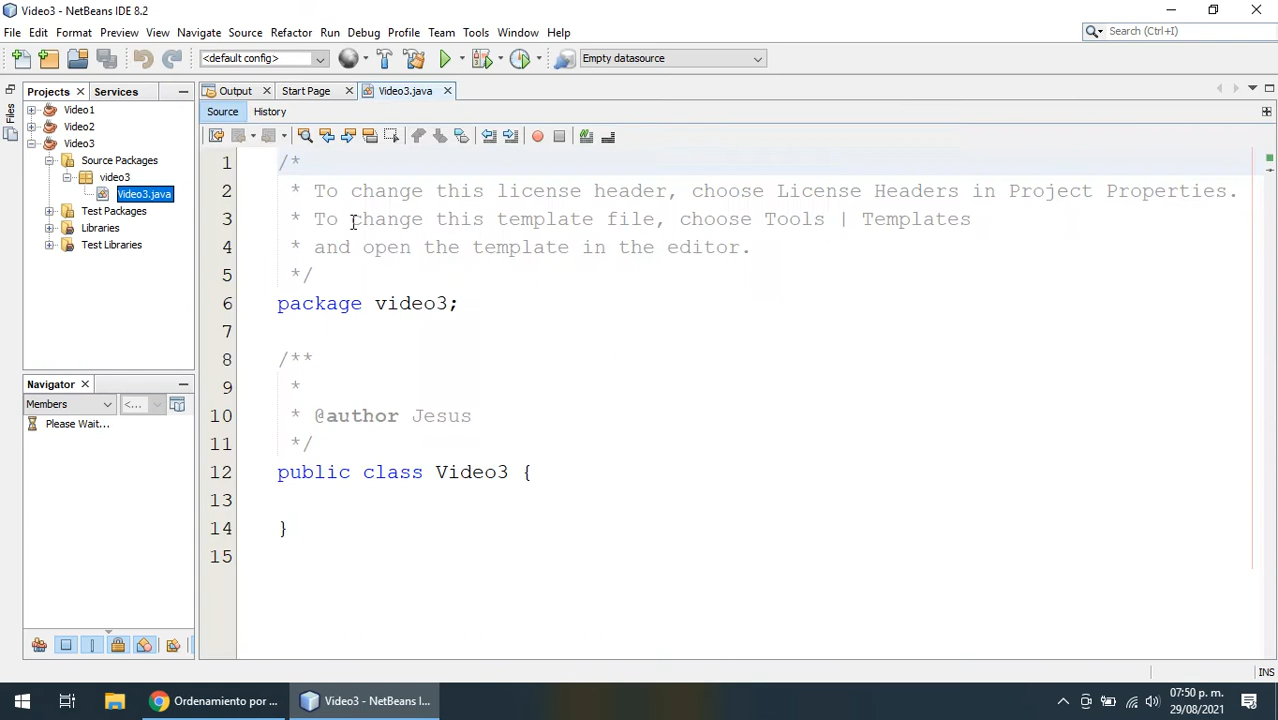 Video3 - NetBeans IDE 8.2
File Edit Format Preview View Navigate Source Refactor Run Debug Profile Team Tools Window Help
Search (Ctrl+I)
<default config>
Empty datasource
Projects Services
Output Start Page Video3.java
Files
Source History
Video1
Video2
Video3
Source Packages
video3
Video3.java
Test Packages
Libraries
Test Libraries
Navigator
Members <...
Please Wait...
1 /*
2 * To change this license header, choose License Headers in Project Properties.
3 * To change this template file, choose Tools | Templates
4 * and open the template in the editor.
5 */
6 package video3;
7
8 /**
9 *
10 * @author Jesus
11 */
12 public class Video3 {
13
14 }
15
INS
Ordenamiento por ...
Video3 - NetBeans I...
07:50 p. m.
29/08/2021